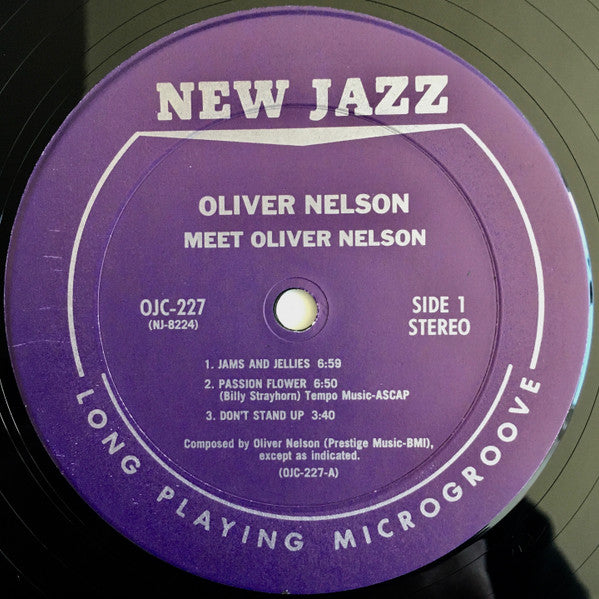 NEW JAZZ
OLIVER NELSON
MEET OLIVER NELSON
OJC-227
(NJ-8224)
SIDE 1
STEREO
1. JAMS AND JELLIES 6:59
2. PASSION FLOWER 6:50
(Billy Strayhorn) Tempo Music-ASCAP
3. DON'T STAND UP 3:40
Composed by Oliver Nelson (Prestige Music-BMI),
except as indicated.
(OJC-227-A)
LONG PLAYING MICROGROOVE